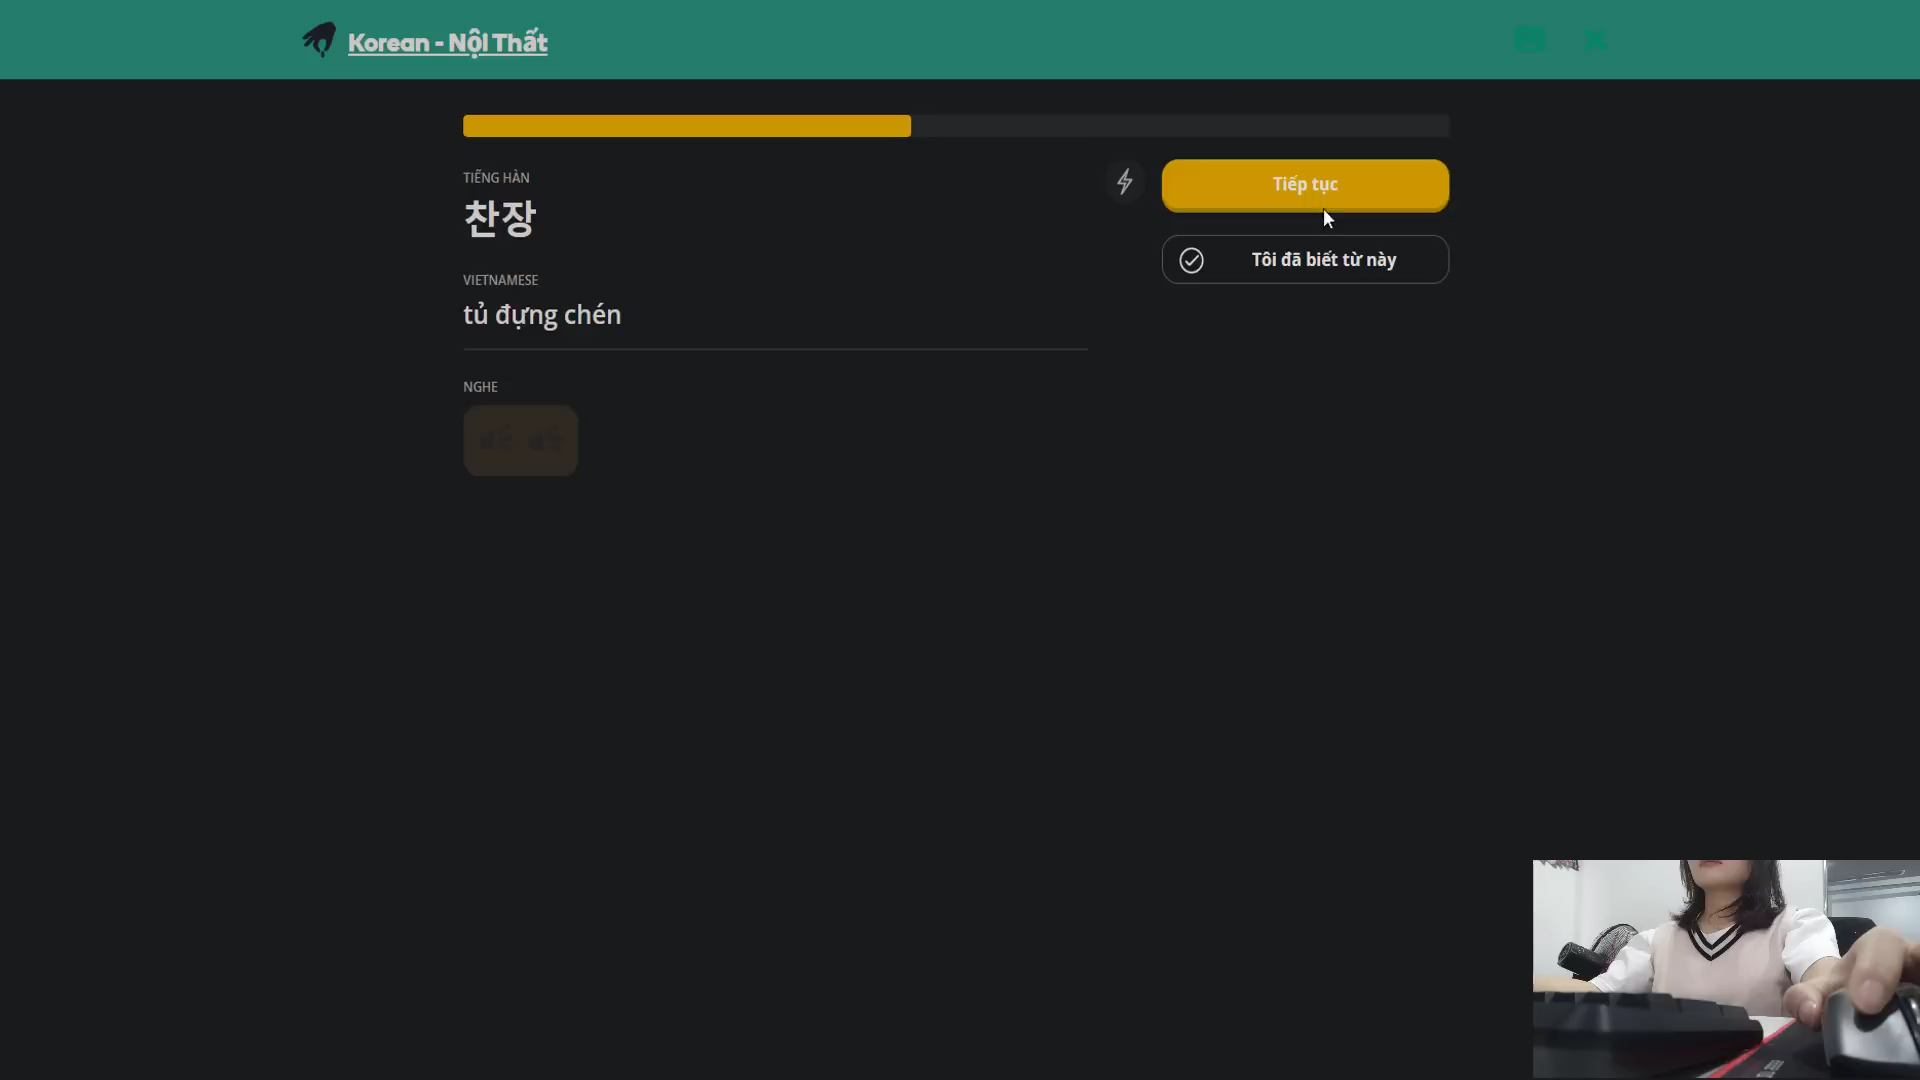 Korean - Nội Thất
TIẾNG HÀN
찬장
Tiếp tục
Tôi đã biết từ này
VIETNAMESE
tủ đựng chén
NGHE